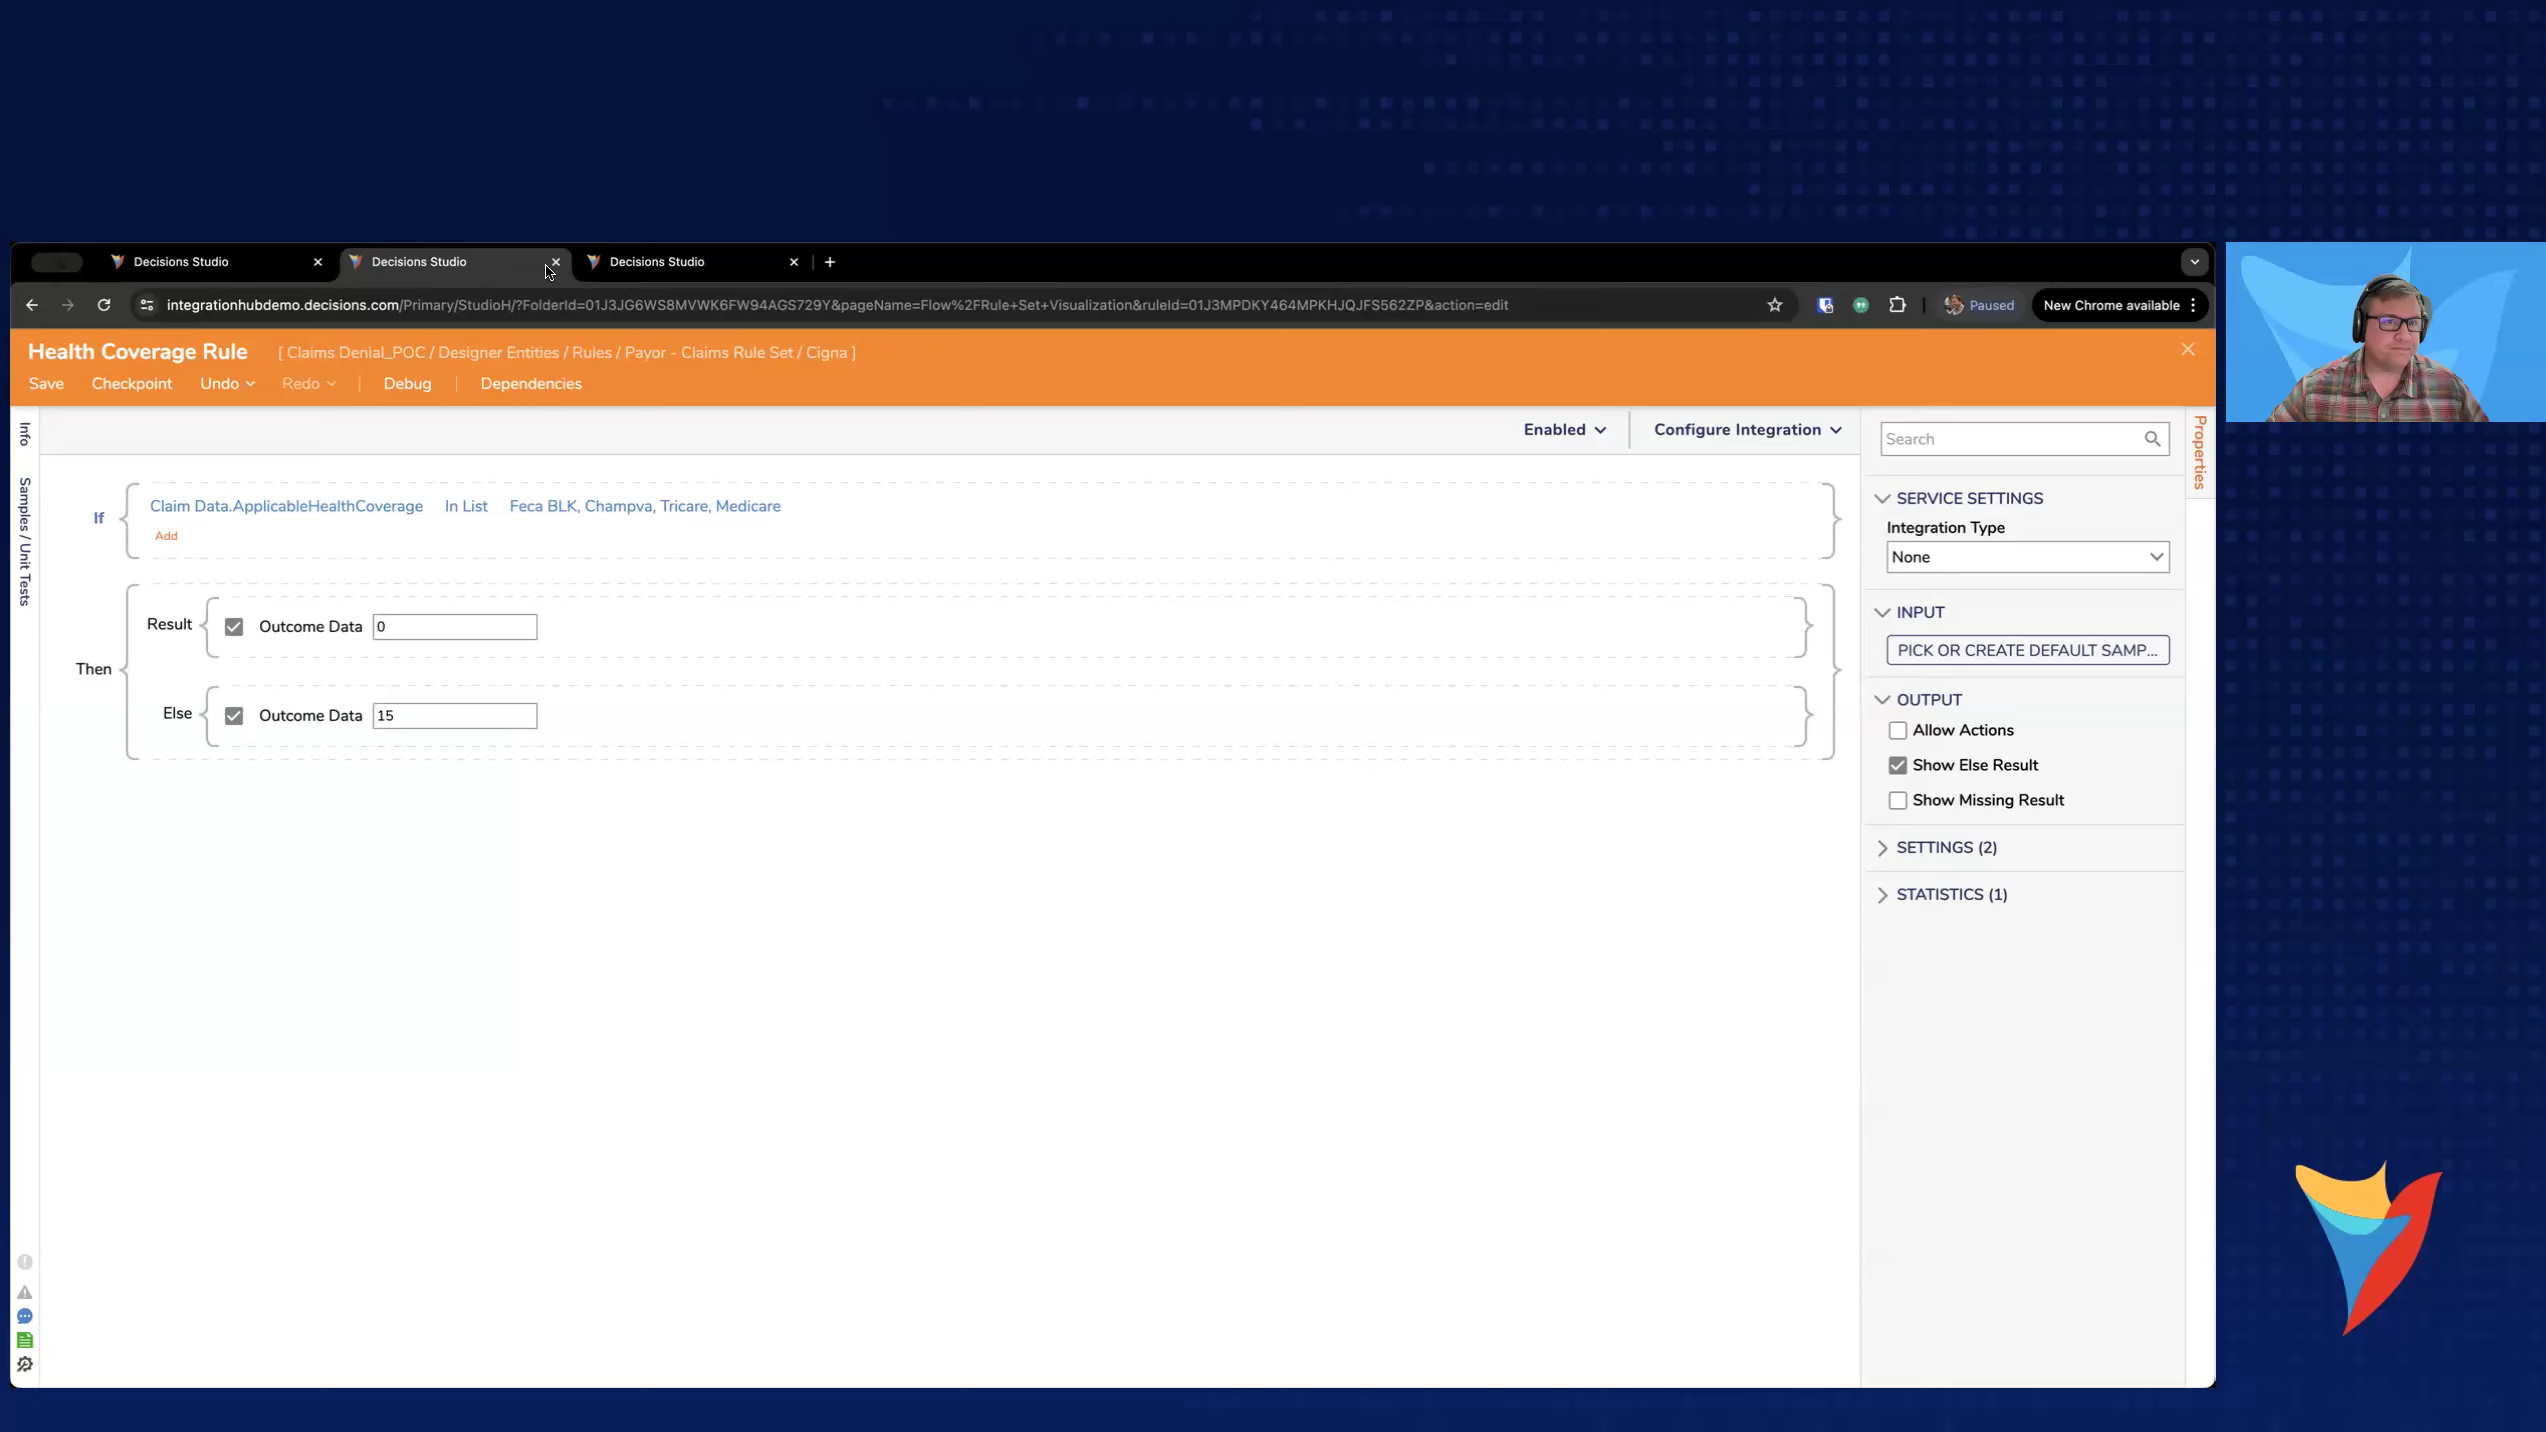 Decisions Studio
Decisions Studio
Decisions Studio
integrationhubdemo.decisions.com/Primary/StudioH/?FolderId=01J3JG6WS8MVWK6FW94AGS729Y&pageName=Flow%2FRule+Set+Visualization&ruleId=01J3MPDKY464MPKHJQJFS562ZP&action=edit
Paused
New Chrome available
Health Coverage Rule [ Claims Denial_POC / Designer Entities / Rules / Payor - Claims Rule Set / Cigna ]
Save Checkpoint Undo Redo Debug Dependencies
Info
Samples / Unit Tests
Enabled Configure Integration
If Claim Data.ApplicableHealthCoverage In List Feca BLK, Champva, Tricare, Medicare
Add
Then
Result Outcome Data 0
Else Outcome Data 15
Properties
Search
SERVICE SETTINGS
Integration Type
None
INPUT
PICK OR CREATE DEFAULT SAMP...
OUTPUT
Allow Actions
Show Else Result
Show Missing Result
SETTINGS (2)
STATISTICS (1)